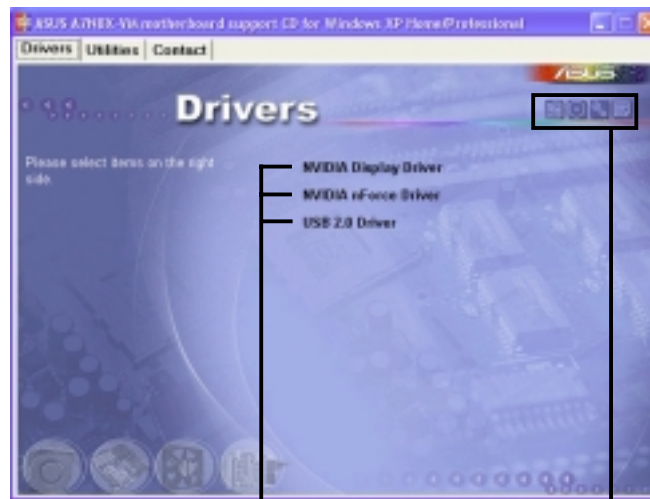 ASUS A7N8X-VM motherboard support CD for Windows XP Home/Professional
Drivers Utilities Contact
ASUS
Drivers
Please select items on the right
side.
NVIDIA Display Driver
NVIDIA nForce Driver
USB 2.0 Driver